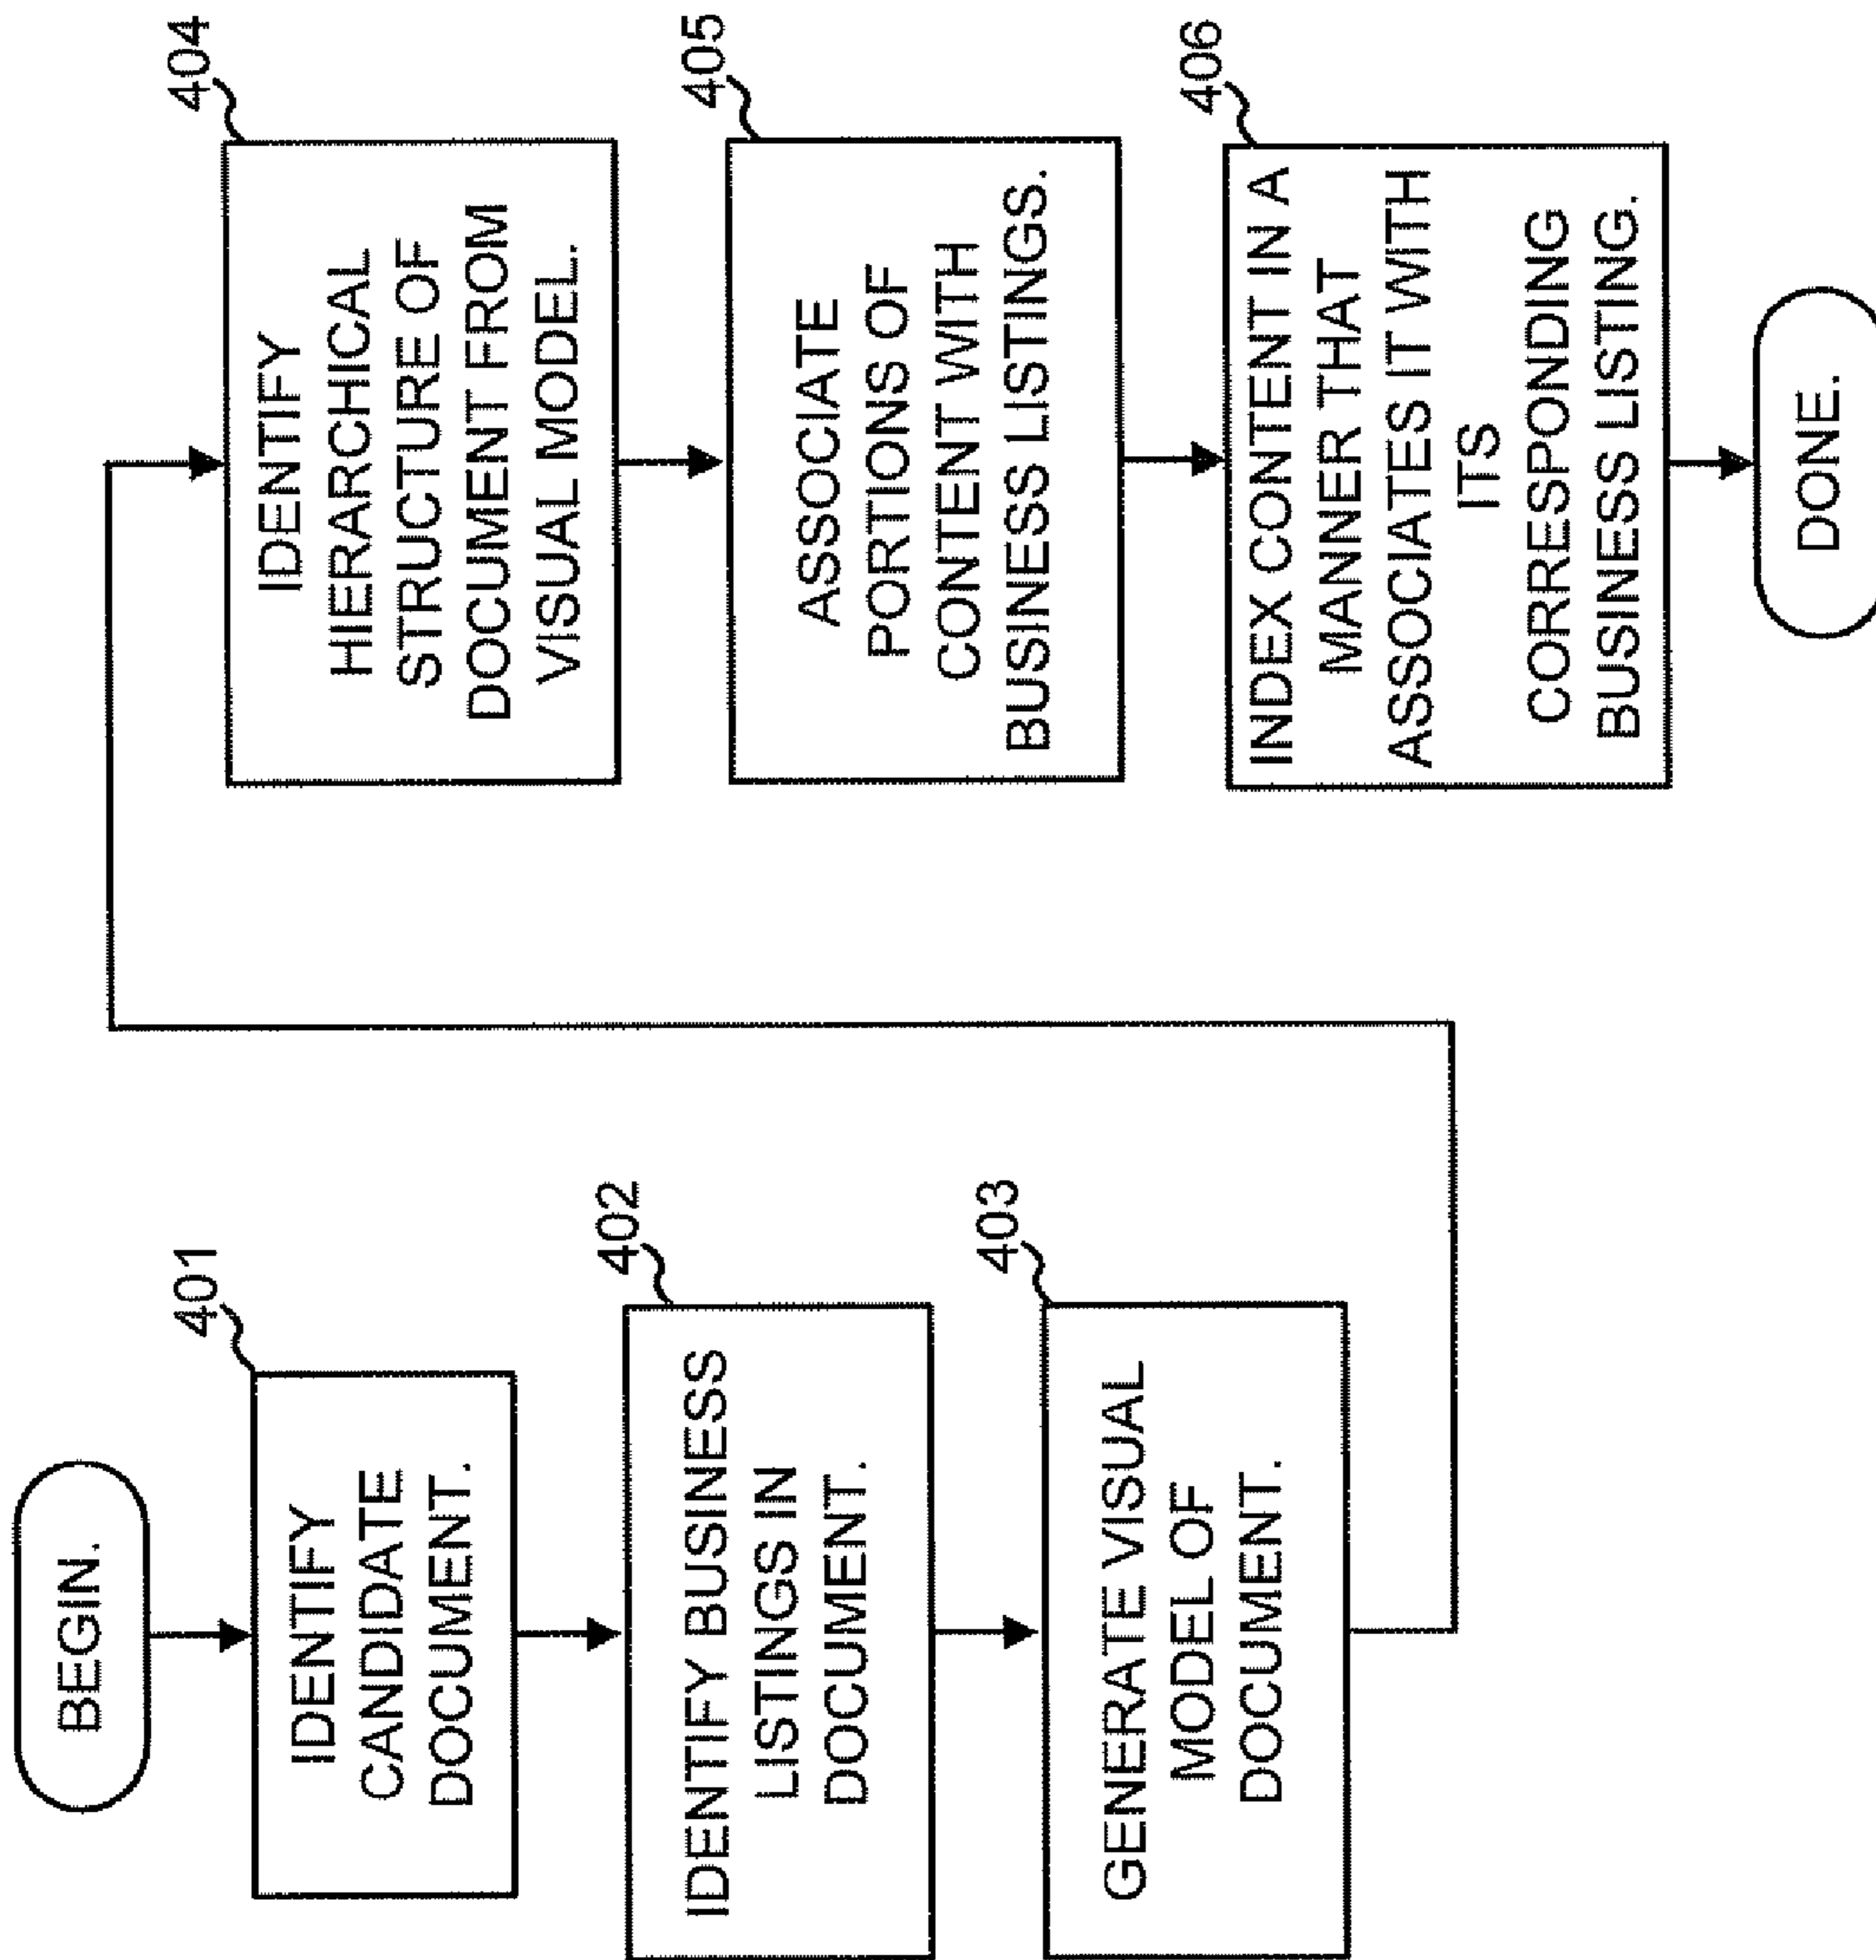 BEGIN.
401
IDENTIFY
CANDIDATE
DOCUMENT.
402
IDENTIFY BUSINESS
LISTINGS IN
DOCUMENT.
403
GENERATE VISUAL
MODEL OF
DOCUMENT.
404
IDENTIFY
HIERARCHICAL
STRUCTURE OF
DOCUMENT FROM
VISUAL MODEL.
405
ASSOCIATE
PORTIONS OF
CONTENT WITH
BUSINESS LISTINGS.
406
INDEX CONTENT IN A
MANNER THAT
ASSOCIATES IT WITH
ITS
CORRESPONDING
BUSINESS LISTING.
DONE.